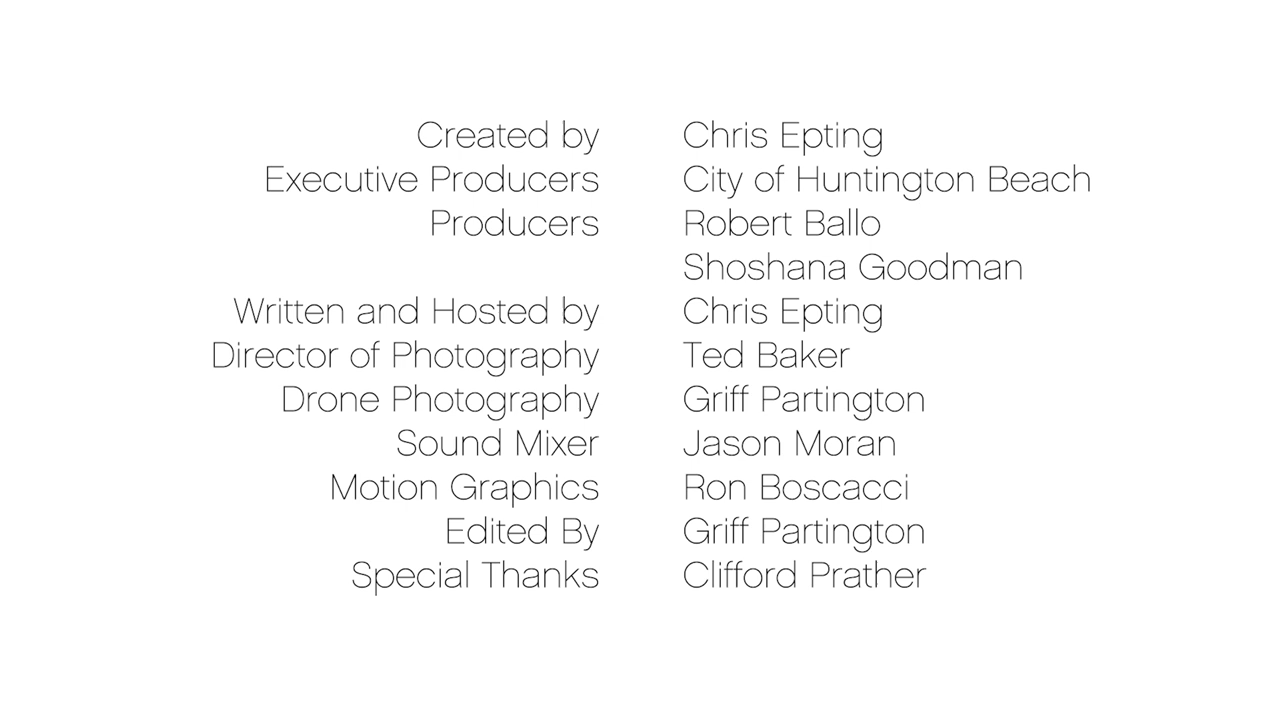 Created by Chris Epting
Executive Producers City of Huntington Beach
Producers Robert Ballo
Shoshana Goodman
Written and Hosted by Chris Epting
Director of Photography Ted Baker
Drone Photography Griff Partington
Sound Mixer Jason Moran
Motion Graphics Ron Boscacci
Edited By Griff Partington
Special Thanks Clifford Prather